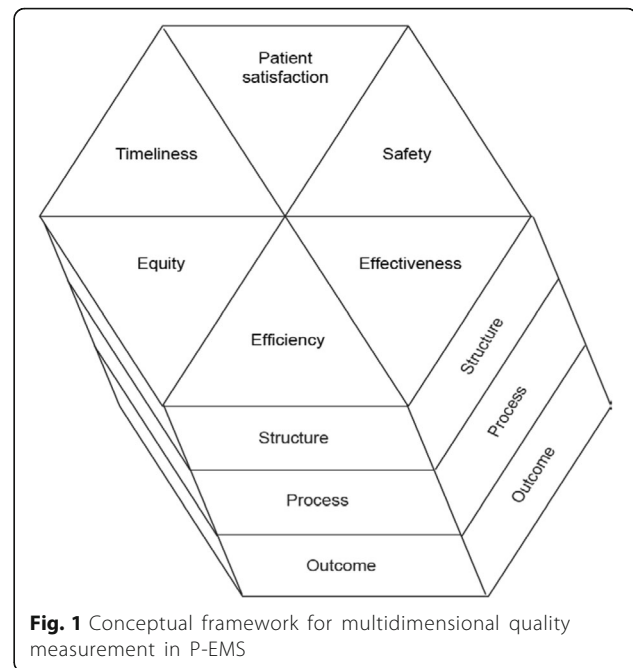 Patient
satisfaction
Timeliness
Safety
Equity
Effectiveness
Efficiency
Structure
Process
Outcome
Structure
Process
Outcome
Fig. 1 Conceptual framework for multidimensional quality
measurement in P-EMS